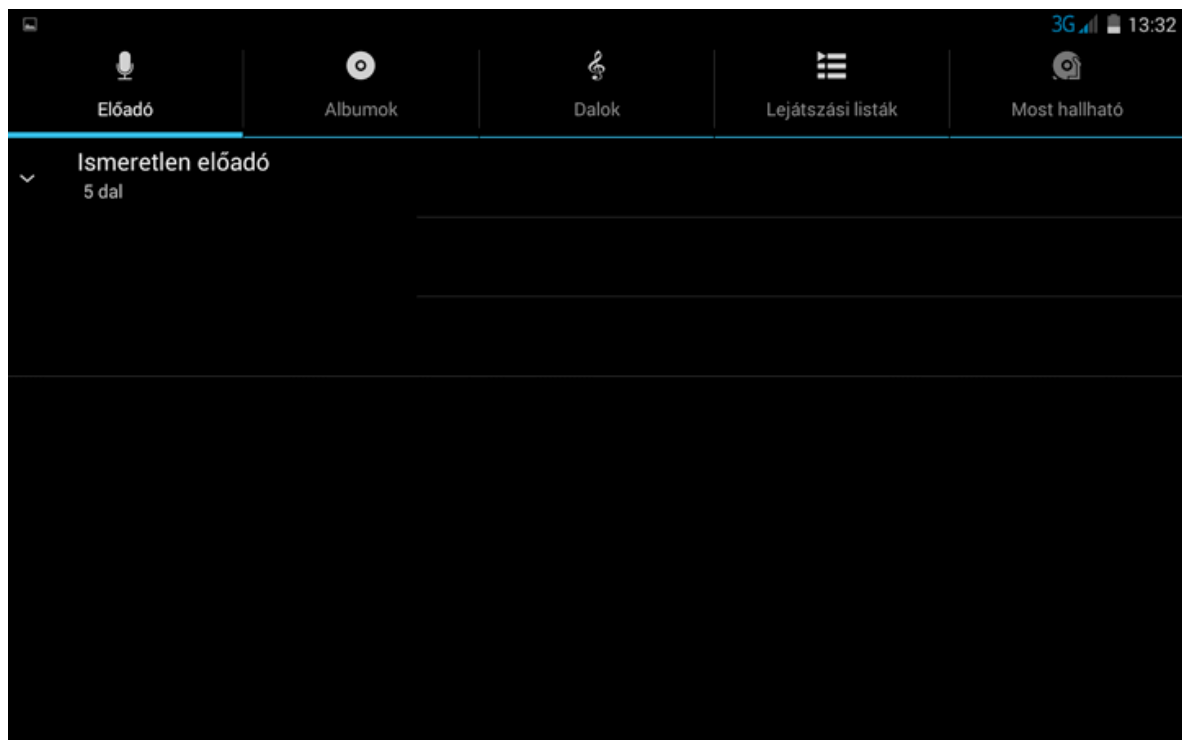 3G 13:32
Előadó Albumok Dalok Lejátszási listák Most hallható
Ismeretlen előadó
5 dal